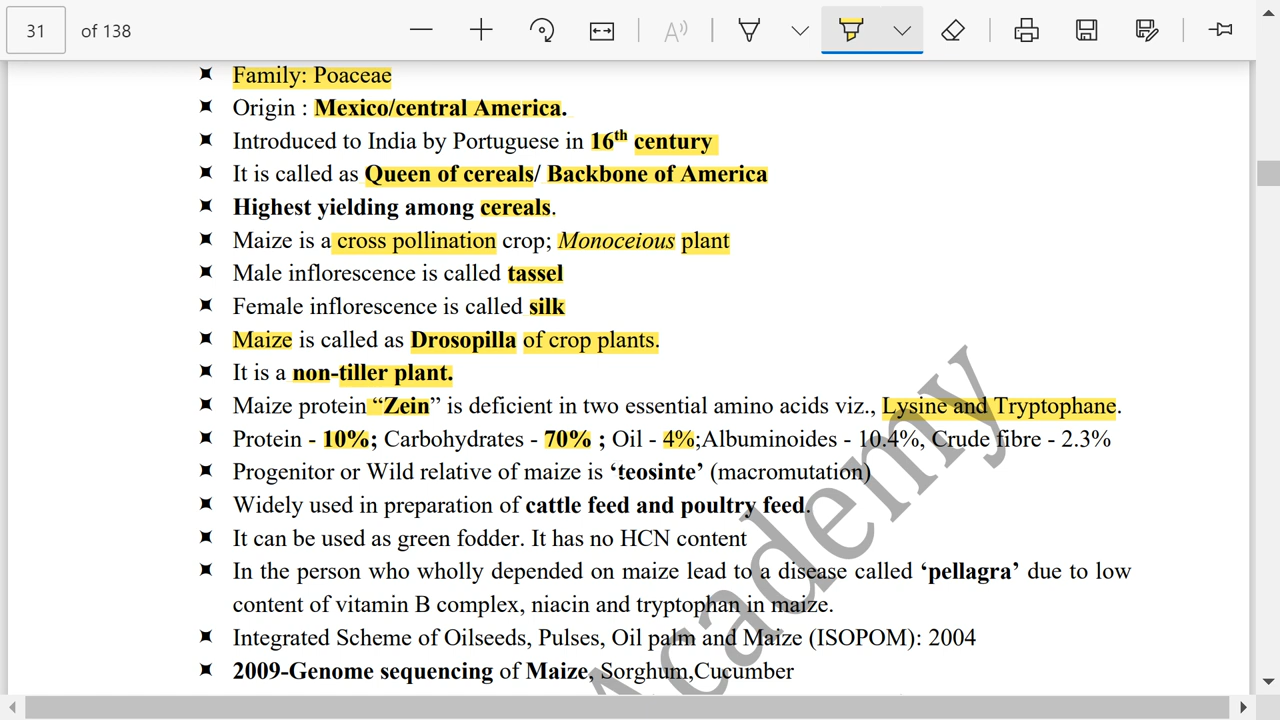 31 of 138
Family: Poaceae
Origin : Mexico/central America.
Introduced to India by Portuguese in 16th century
It is called as Queen of cereals/ Backbone of America
Highest yielding among cereals.
Maize is a cross pollination crop; Monoceious plant
Male inflorescence is called tassel
Female inflorescence is called silk
Maize is called as Drosopilla of crop plants.
It is a non-tiller plant.
Maize protein “Zein” is deficient in two essential amino acids viz., Lysine and Tryptophane.
Protein - 10%; Carbohydrates - 70% ; Oil - 4%;Albuminoides - 10.4%, Crude fibre - 2.3%
Progenitor or Wild relative of maize is ‘teosinte’ (macromutation)
Widely used in preparation of cattle feed and poultry feed.
It can be used as green fodder. It has no HCN content
In the person who wholly depended on maize lead to a disease called ‘pellagra’ due to low
content of vitamin B complex, niacin and tryptophan in maize.
Integrated Scheme of Oilseeds, Pulses, Oil palm and Maize (ISOPOM): 2004
2009-Genome sequencing of Maize, Sorghum,Cucumber
Academy